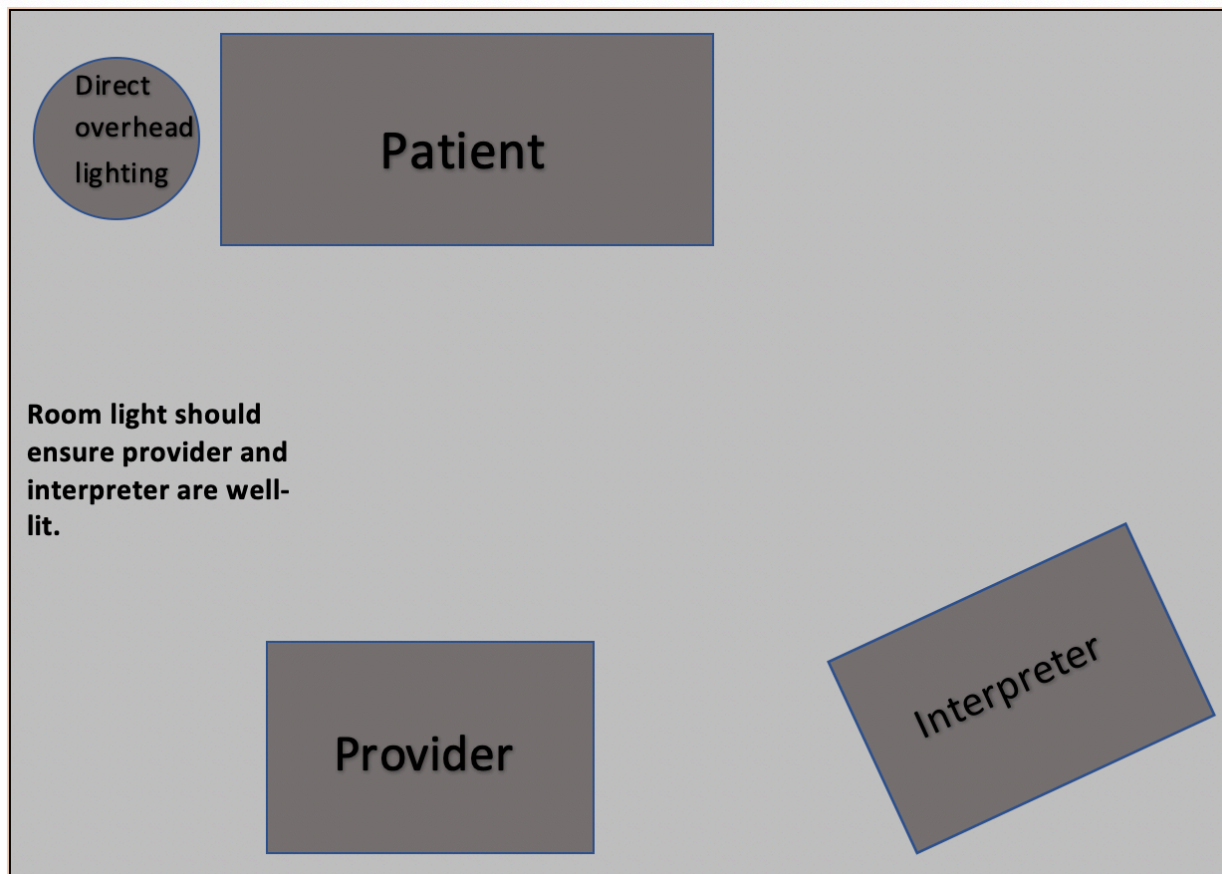 Direct
overhead
lighting
Patient
Room light should
ensure provider and
interpreter are well-
lit.
Provider
Interpreter